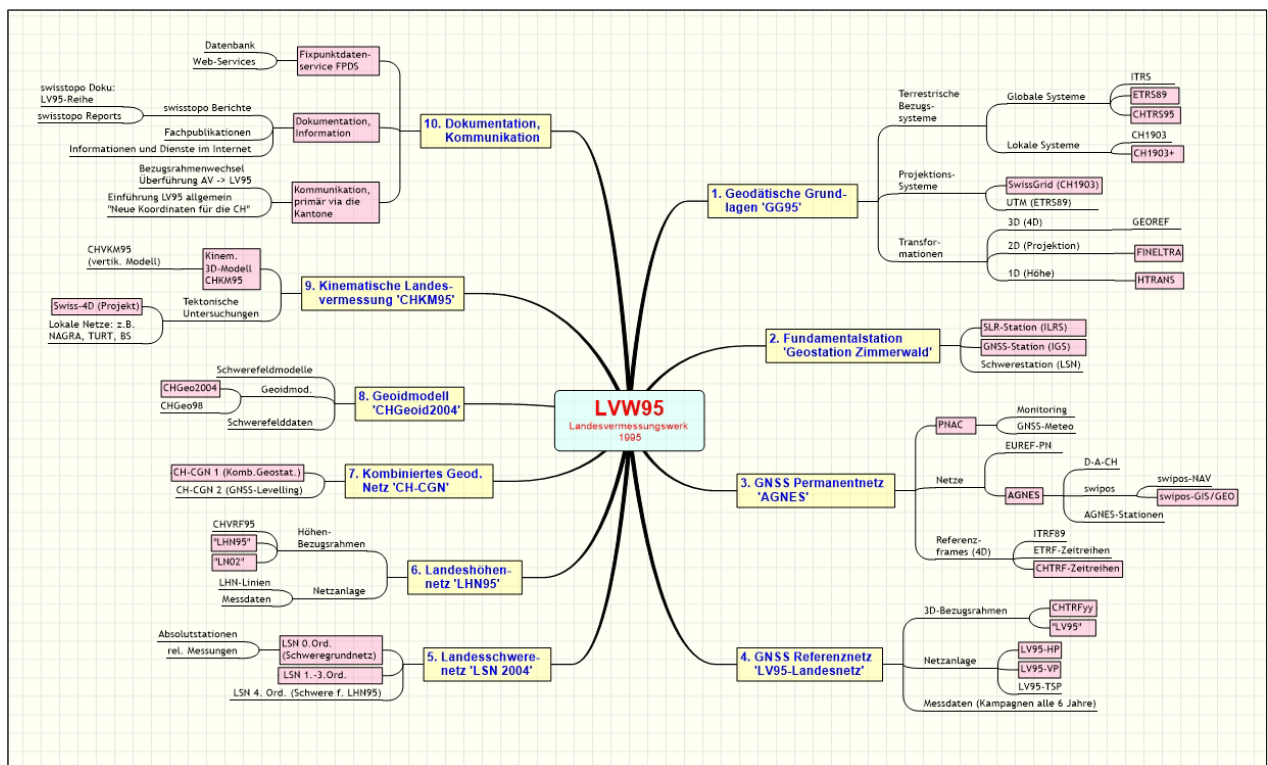 LVW95
Landesvermessungswerk
1995
1. Geodätische Grund-
lagen 'GG95'
Terrestrische
Bezugs-
systeme
Globale Systeme
ITRS
ETRS89
CHTRS95
Lokale Systeme
CH1903
CH1903+
Projektions-
Systeme
SwissGrid (CH1903)
UTM (ETRS89)
Transfor-
mationen
3D (4D)
GEOREF
2D (Projektion)
FINELTRA
1D (Höhe)
HTRANS
2. Fundamentalstation
'Geostation Zimmerwald'
SLR-Station (ILRS)
GNSS-Station (IGS)
Schwerestation (LSN)
3. GNSS Permanentnetz
'AGNES'
PNAC
Monitoring
GNSS-Meteo
Netze
EUREF-PN
AGNES
D-A-CH
swipos
swipos-NAV
swipos-GIS/GEO
AGNES-Stationen
Referenz-
frames (4D)
ITRF89
ETRF-Zeitreihen
CHTRF-Zeitreihen
4. GNSS Referenznetz
'LV95-Landesnetz'
3D-Bezugsrahmen
CHTRFyy
"LV95"
Netzanlage
LV95-HP
LV95-VP
LV95-TSP
Messdaten (Kampagnen alle 6 Jahre)
5. Landesschwere-
netz 'LSN 2004'
LSN 0.Ord.
(Schweregrundnetz)
Absolutstationen
rel. Messungen
LSN 1.-3.Ord.
LSN 4. Ord. (Schwere f. LHN95)
6. Landeshöhen-
netz 'LHN95'
Höhen-
Bezugsrahmen
CHVRF95
"LHN95"
"LN02"
Netzanlage
LHN-Linien
Messdaten
7. Kombiniertes Geod.
Netz 'CH-CGN'
CH-CGN 1 (Komb.Geostat.)
CH-CGN 2 (GNSS-Levelling)
8. Geoidmodell
'CHGeoid2004'
Schwerefeldmodelle
Geoidmod.
CHGeo2004
CHGeo98
Schwerefelddaten
9. Kinematische Landes-
vermessung 'CHKM95'
Kinem.
3D-Modell
CHKM95
CHVKM95
(vertik. Modell)
Tektonische
Untersuchungen
Swiss-4D (Projekt)
Lokale Netze: z.B.
NAGRA, TURT, BS
10. Dokumentation,
Kommunikation
Fixpunktdaten-
service FPDS
Datenbank
Web-Services
Dokumentation,
Information
swisstopo Berichte
swisstopo Doku:
LV95-Reihe
swisstopo Reports
Fachpublikationen
Informationen und Dienste im Internet
Kommunikation,
primär via die
Kantone
Bezugsrahmenwechsel
Überführung AV -> LV95
Einführung LV95 allgemein
"Neue Koordinaten für die CH"